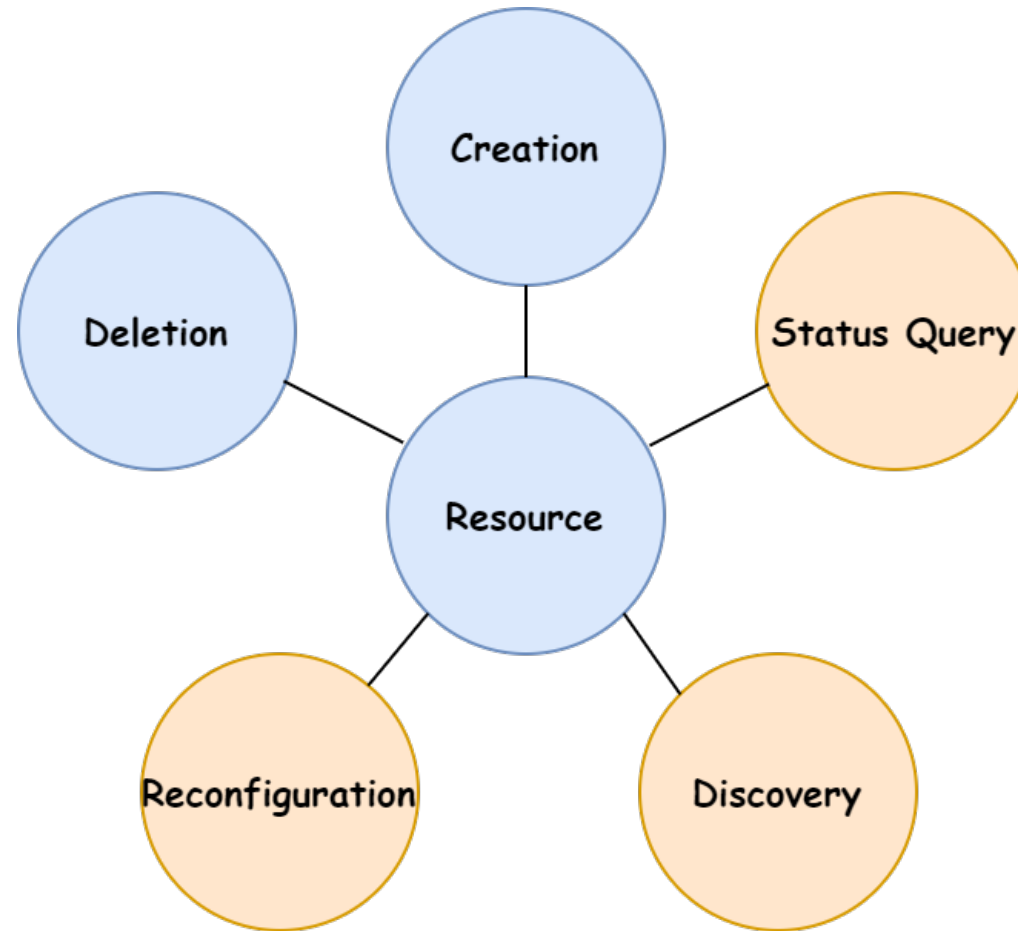 Creation
Deletion
Status Query
Resource
Reconfiguration
Discovery